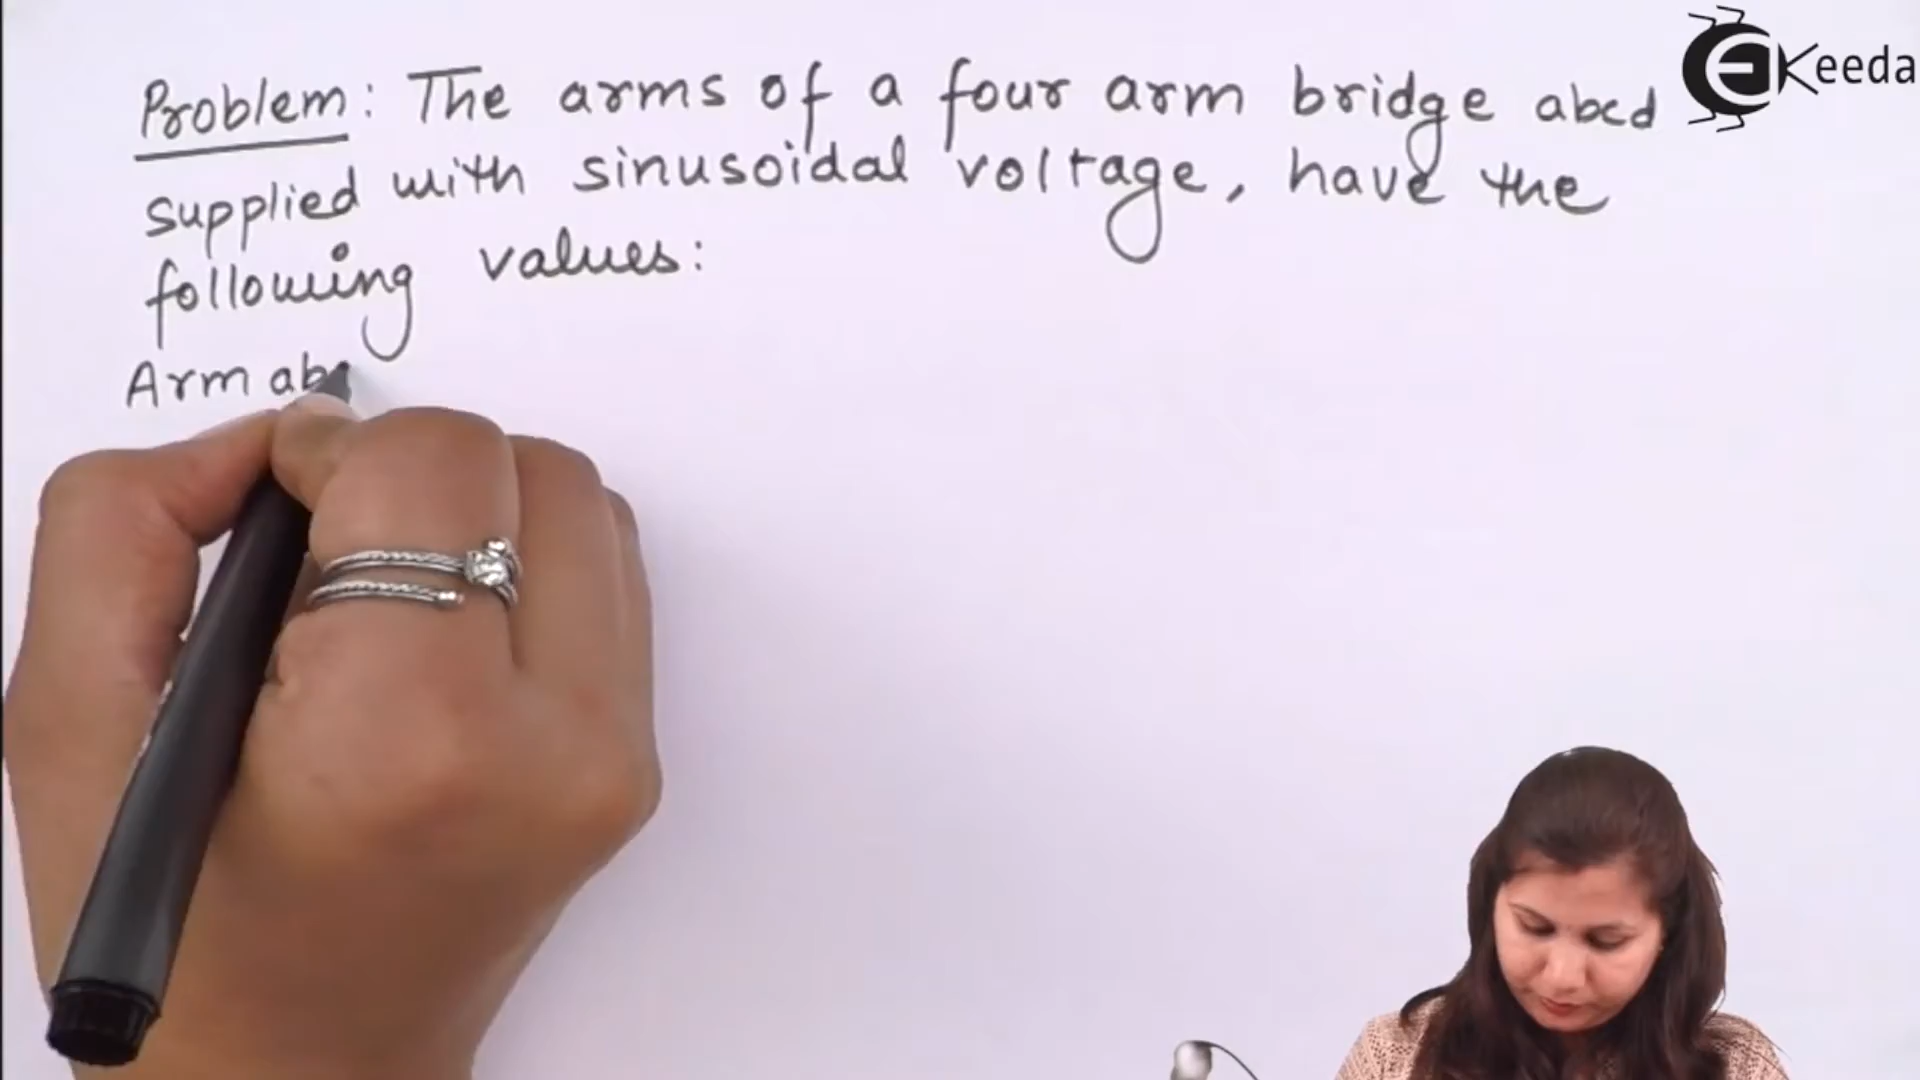 Problem: The arms of a four arm bridge abcd
supplied with sinusoidal voltage, have the
following values:
Arm ab
Keeda